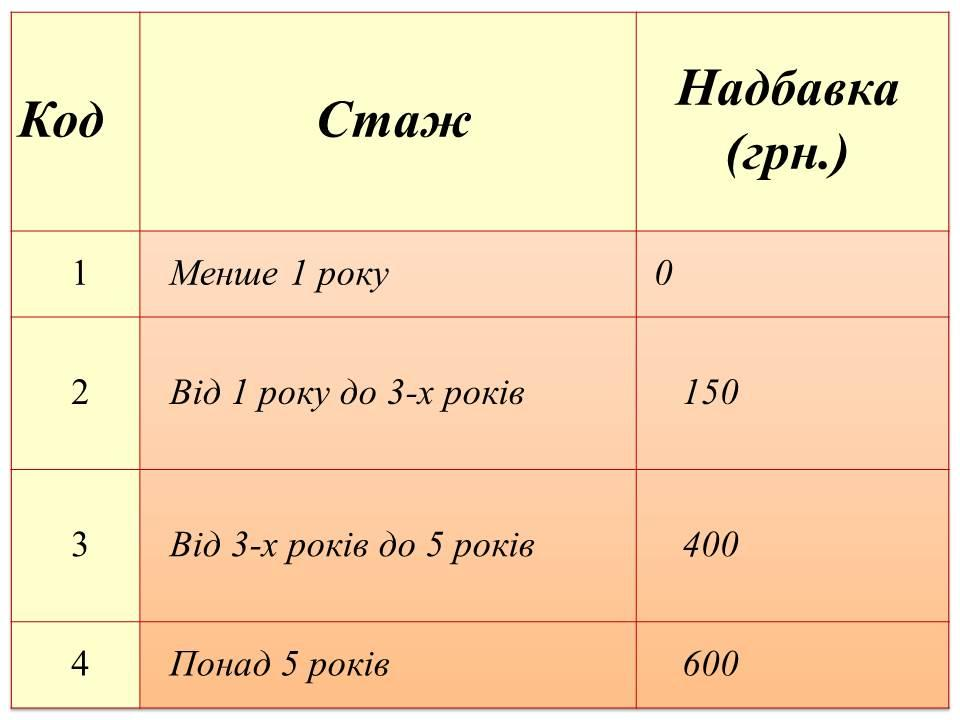 Код Стаж Надбавка
(грн.)
1 Менше 1 року 0
2 Від 1 року до 3-х років 150
3 Від 3-х років до 5 років 400
4 Понад 5 років 600